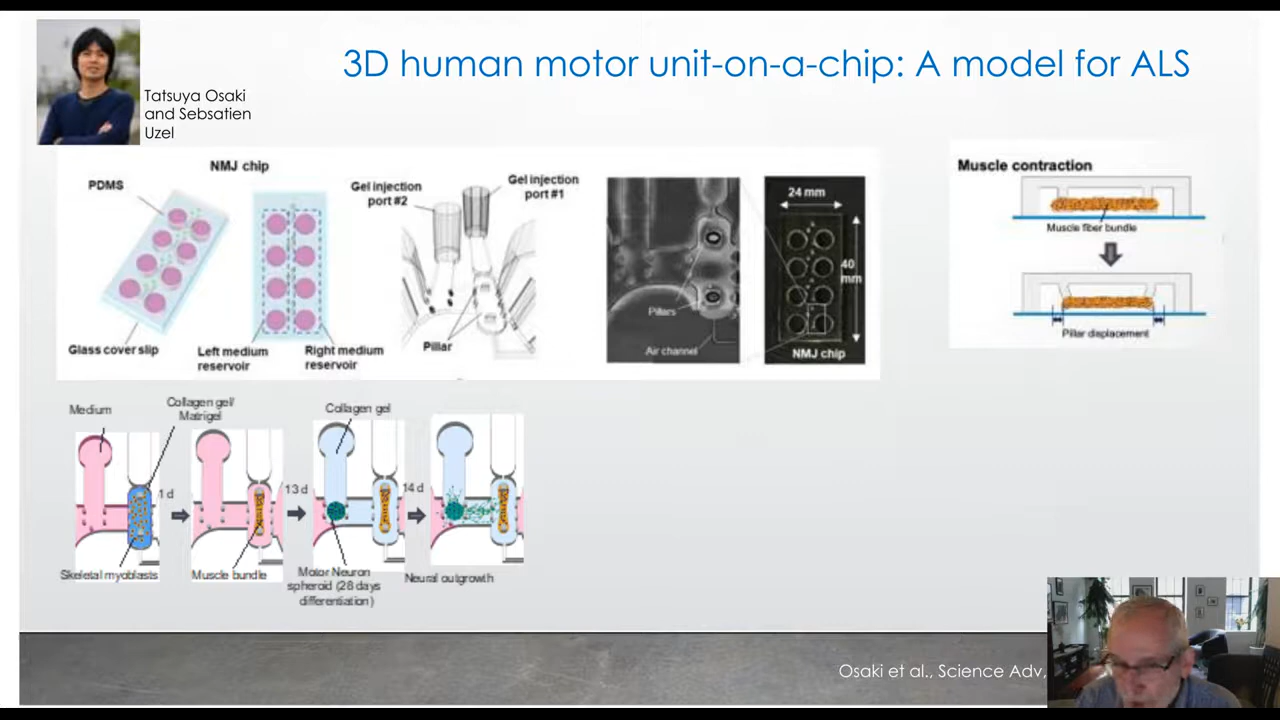 3D human motor unit-on-a-chip: A model for ALS
Tatsuya Osaki
and Sebsatien
Uzel
NMJ chip
PDMS
Glass cover slip
Left medium
reservoir
Right medium
reservoir
Gel injection
port #2
Gel injection
port #1
Pillar
Pillars
Air channel
24 mm
40
mm
NMJ chip
Muscle contraction
Muscle fiber bundle
Pillar displacement
Medium
Collagen gel/
Matrigel
Collagen gel
1 d
13 d
14 d
Skeletal myoblasts
Muscle bundle
Motor Neuron
spheroid (28 days
differentiation)
Neural outgrowth
Osaki et al., Science Adv,